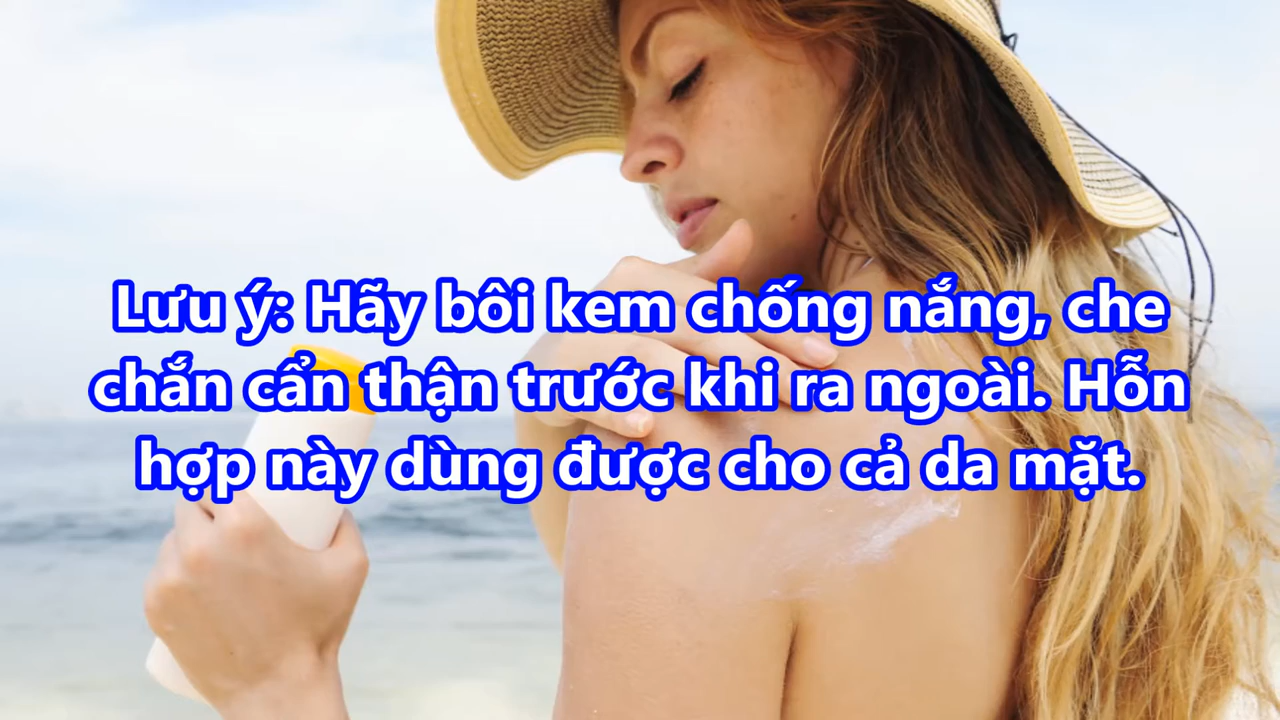 Lưu ý: Hãy bôi kem chống nắng, che
chắn cẩn thận trước khi ra ngoài. Hỗn
hợp này dùng được cho cả da mặt.